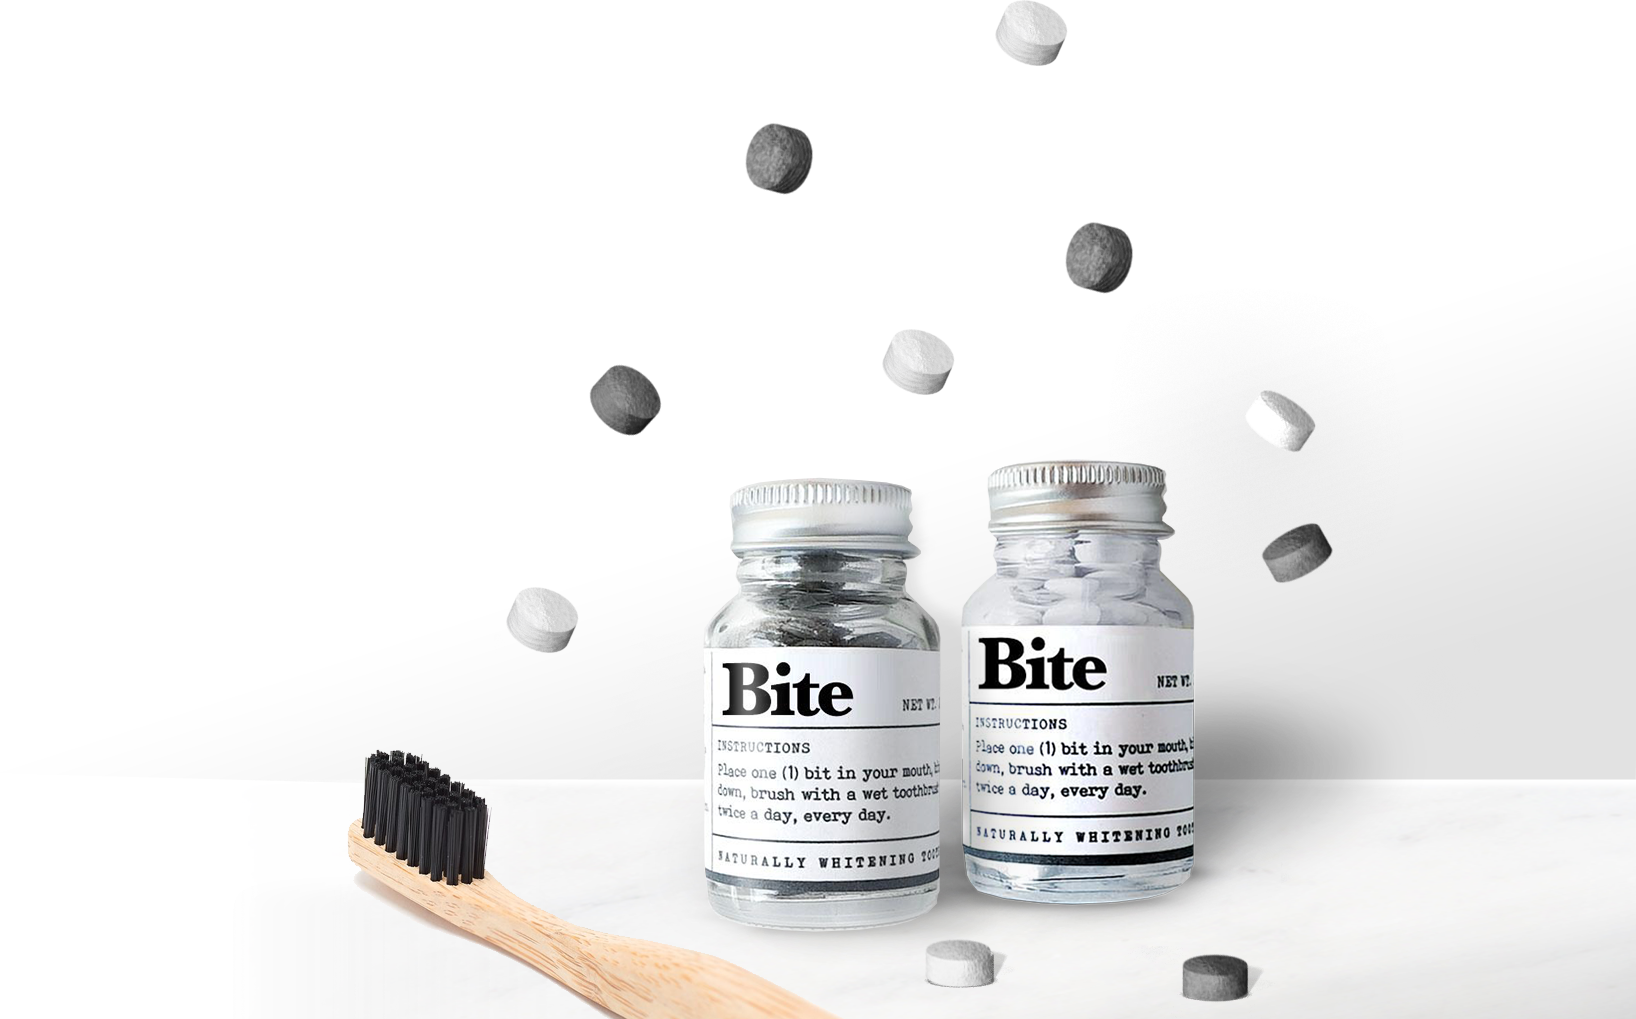 Bite
NET WT.
INSTRUCTIONS
Place one (1) bit in your mouth,
down, brush with a wet
twice a day, every day.
NATURALLY WHITENING
Bite
NET WT.
INSTRUCTIONS
Place one (1) bit in your mouth,
down, brush with a wet
twice a day, every day.
NATURALLY WHITENING